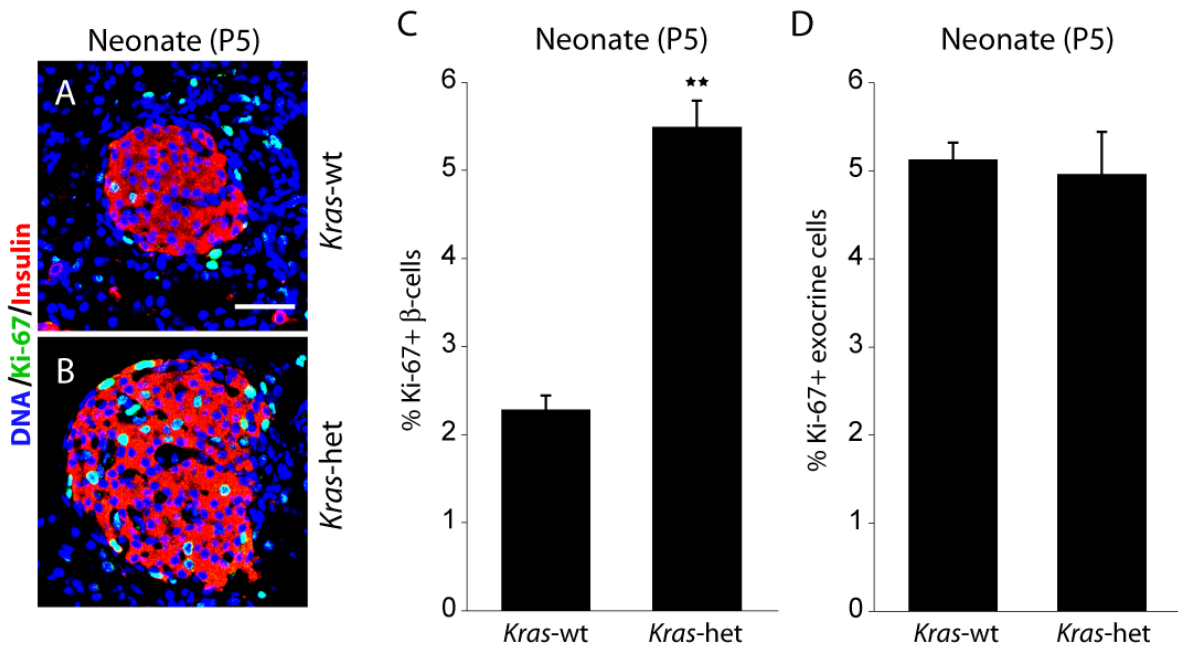 Neonate (P5)
A
Kras-wt
B
Kras-het
DNA/Ki-67/Insulin
C
Neonate (P5)
% Ki-67+ β-cells
6
5
4
3
2
1
0
★★
Kras-wt
Kras-het
D
Neonate (P5)
% Ki-67+ exocrine cells
6
5
4
3
2
1
0
Kras-wt
Kras-het